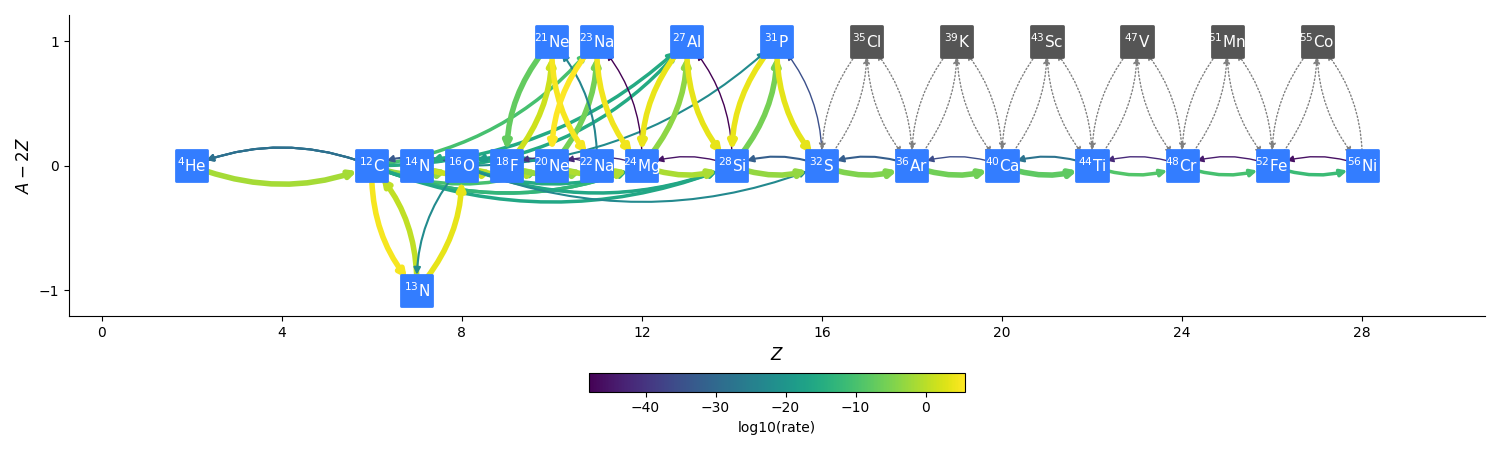 1
²¹Ne ²³Na ²⁷Al ³¹P ³⁵Cl ³⁹K ⁴³Sc ⁴⁷V ⁵¹Mn ⁵⁵Co
A − 2Z
0
⁴He ¹²C ¹⁴N ¹⁶O ¹⁸F ²⁰Ne ²²Na ²⁴Mg ²⁸Si ³²S ³⁶Ar ⁴⁰Ca ⁴⁴Ti ⁴⁸Cr ⁵²Fe ⁵⁶Ni
−1
¹³N
0 4 8 12 16 20 24 28
Z
−40 −30 −20 −10 0
log10(rate)